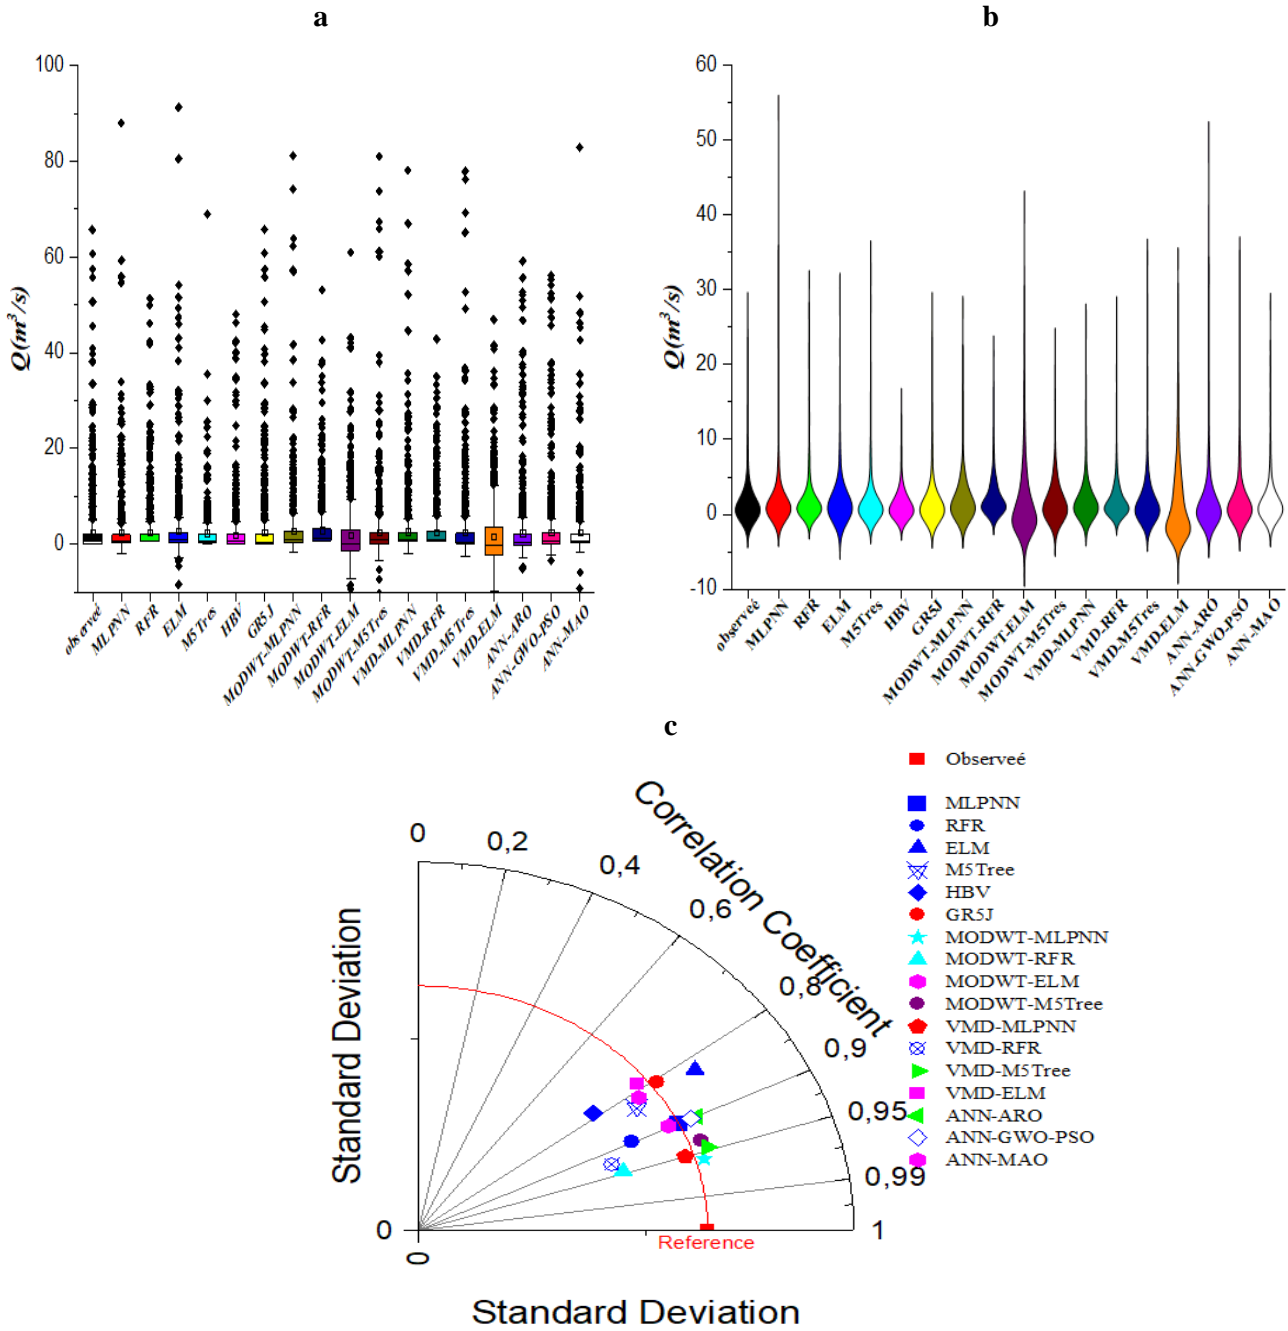 a
b
100
80
60
40
20
0
Q(m³/s)
observeé
MLPNN
RFR
ELM
M5Tres
HBV
GR5J
MODWT-MLPNN
MODWT-RFR
MODWT-ELM
MODWT-M5Tres
VMD-MLPNN
VMD-RFR
VMD-M5Tres
VMD-ELM
ANN-ARO
ANN-GWO-PSO
ANN-MAO
60
50
40
30
20
10
0
-10
Q(m³/s)
observeé
MLPNN
RFR
ELM
M5Tres
HBV
GR5J
MODWT-MLPNN
MODWT-RFR
MODWT-ELM
MODWT-M5Tres
VMD-MLPNN
VMD-RFR
VMD-M5Tres
VMD-ELM
ANN-ARO
ANN-GWO-PSO
ANN-MAO
c
0
0,2
0,4
0,6
0,8
0,9
0,95
0,99
1
Correlation Coefficient
Standard Deviation
0
0
Reference
Standard Deviation
Observeé
MLPNN
RFR
ELM
M5Tree
HBV
GR5J
MODWT-MLPNN
MODWT-RFR
MODWT-ELM
MODWT-M5Tree
VMD-MLPNN
VMD-RFR
VMD-M5Tree
VMD-ELM
ANN-ARO
ANN-GWO-PSO
ANN-MAO